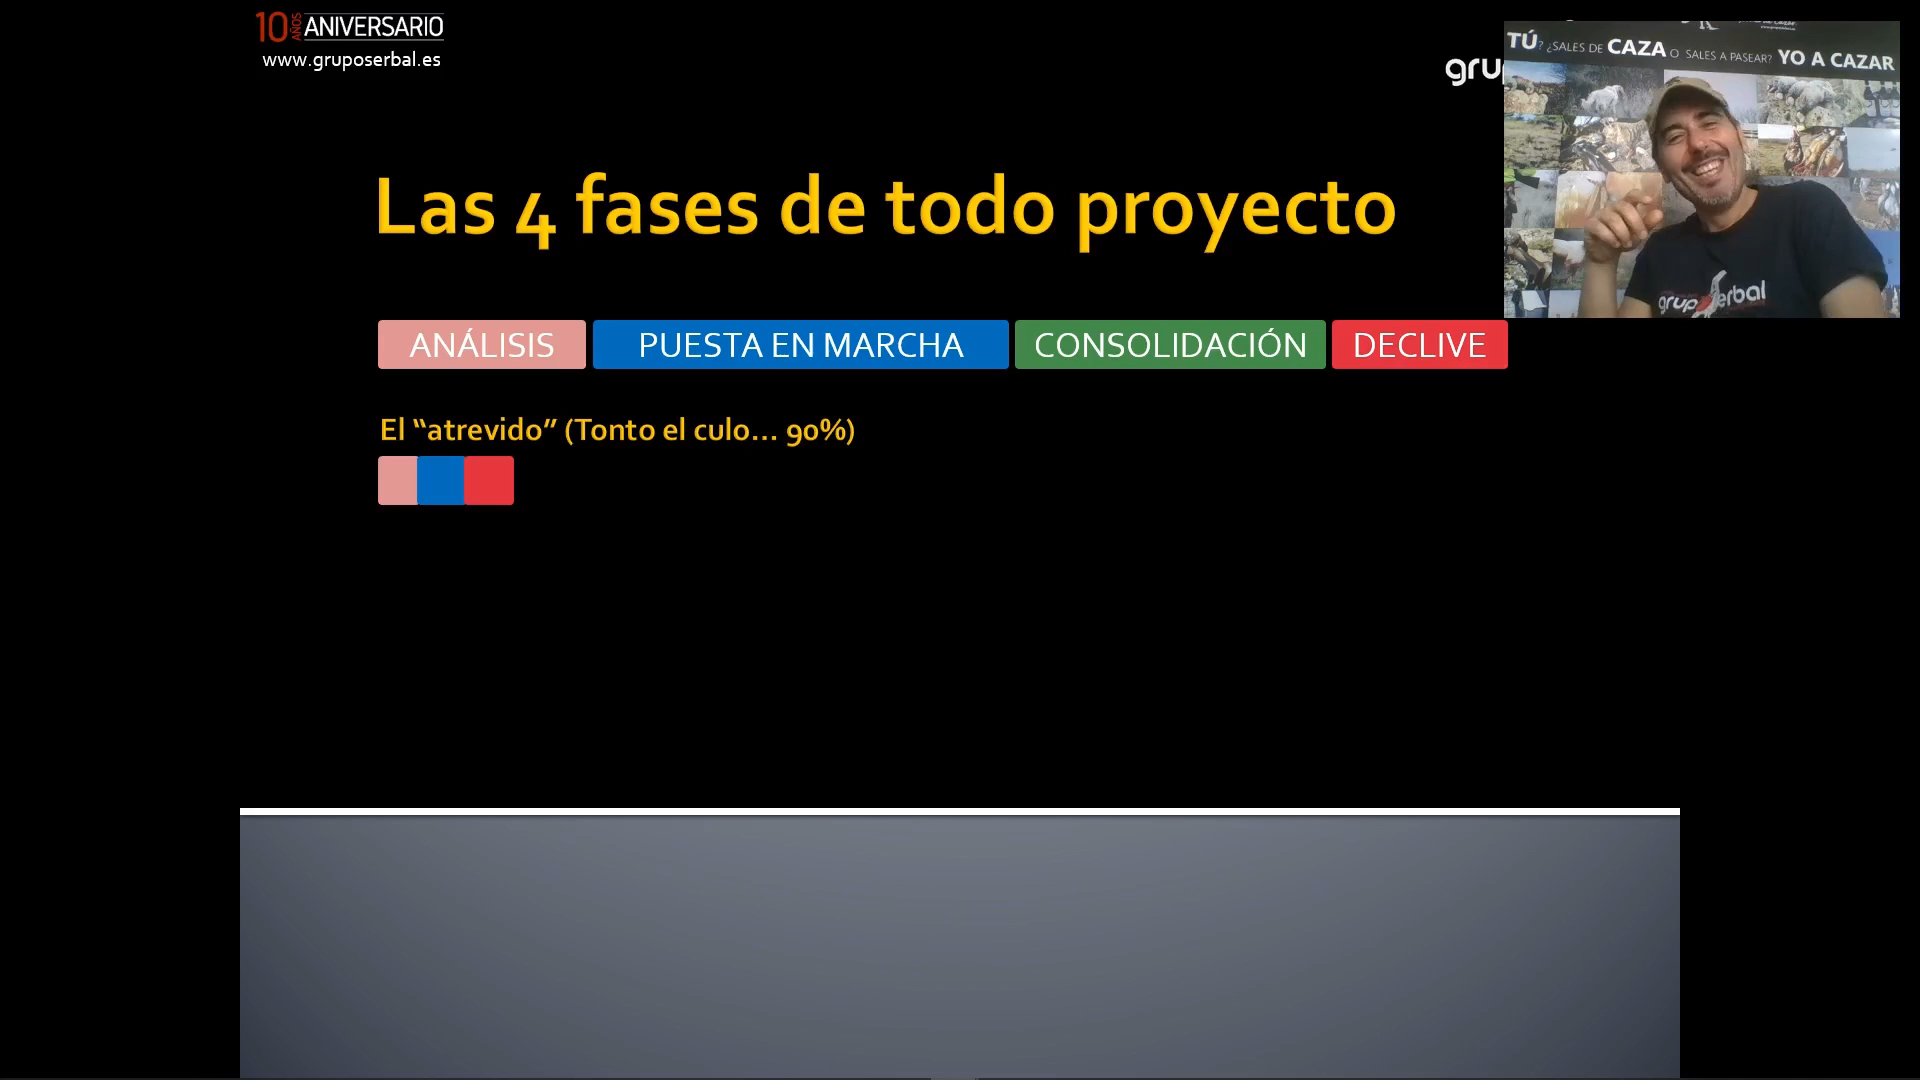 10 AÑOS ANIVERSARIO
www.gruposerbal.es
TÚ? ¿SALES DE CAZA O SALES A PASEAR? YO A CAZAR
Las 4 fases de todo proyecto
grupo erbal
ANÁLISIS PUESTA EN MARCHA CONSOLIDACIÓN DECLIVE
El “atrevido” (Tonto el culo... 90%)